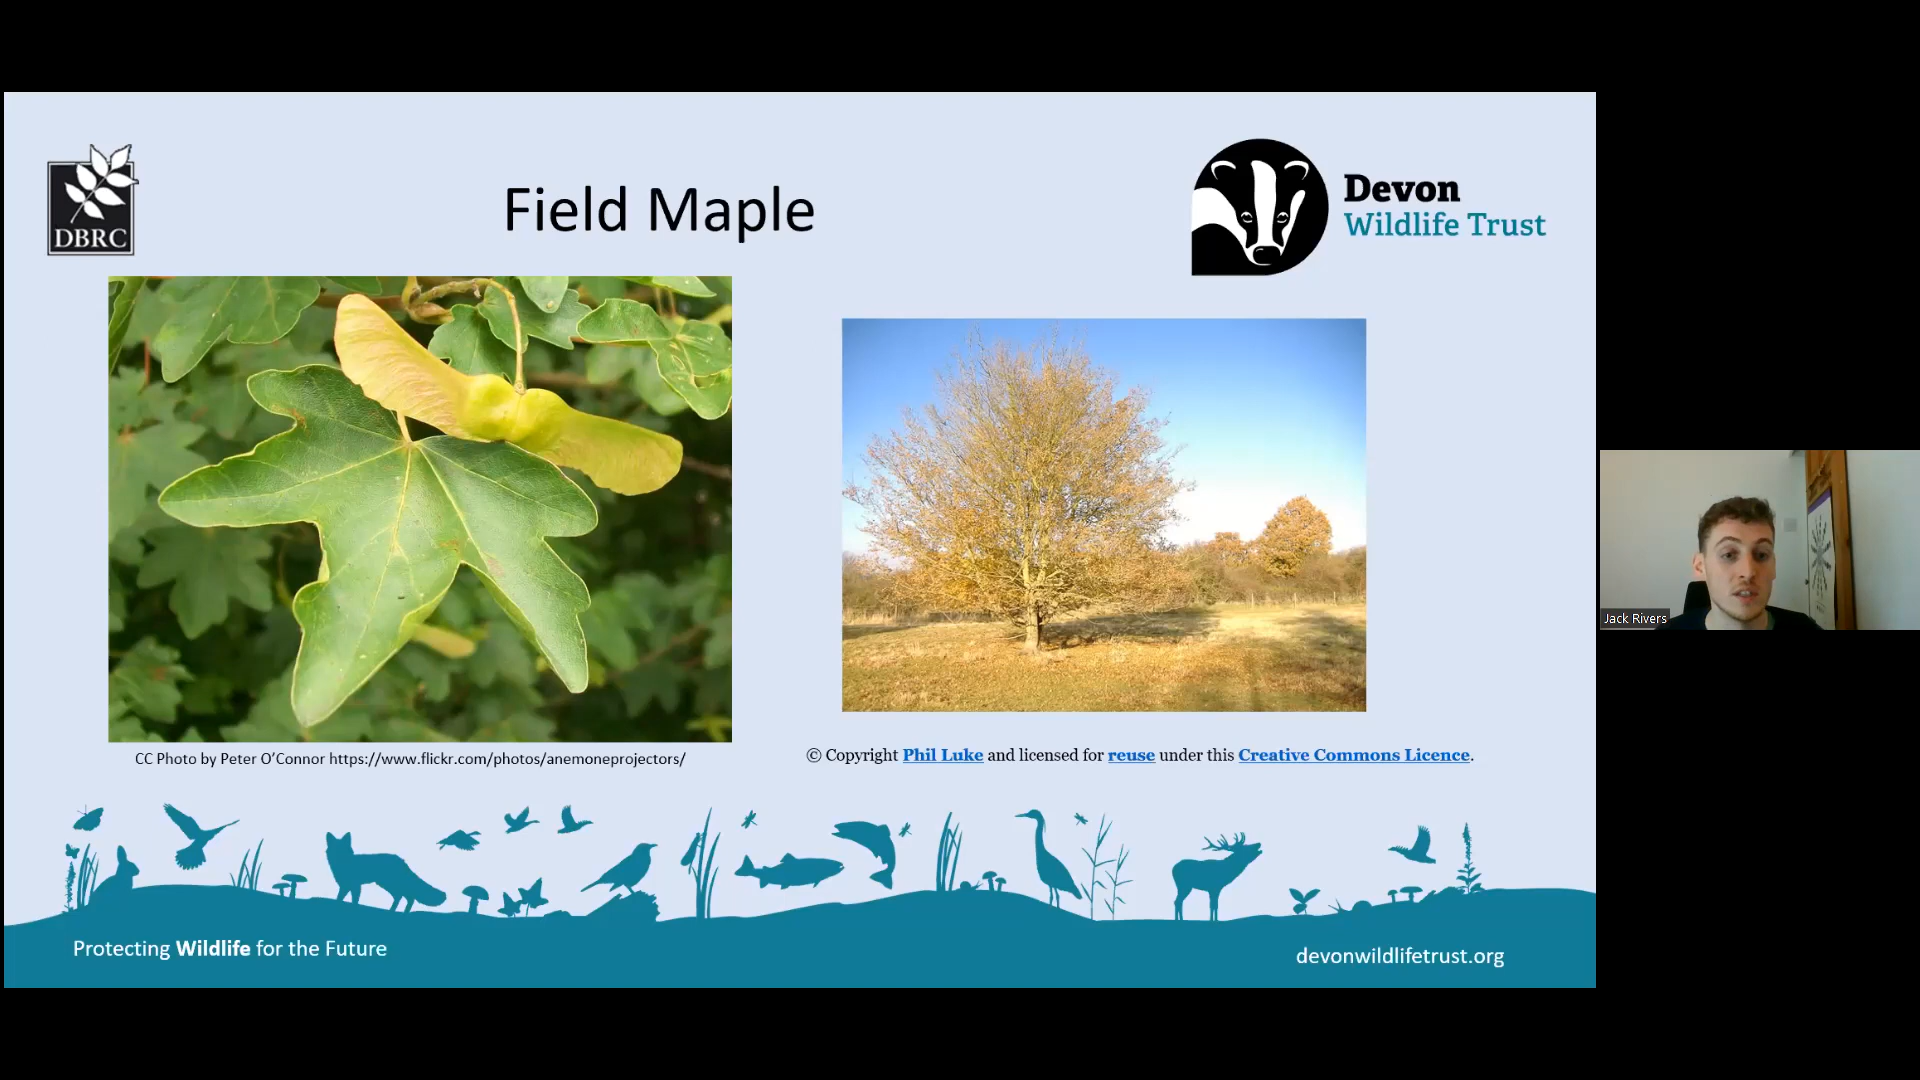 DBRC
Field Maple
Devon
Wildlife Trust
CC Photo by Peter O’Connor https://www.flickr.com/photos/anemoneprojectors/
© Copyright Phil Luke and licensed for reuse under this Creative Commons Licence.
Jack Rivers
Protecting Wildlife for the Future
devonwildlifetrust.org